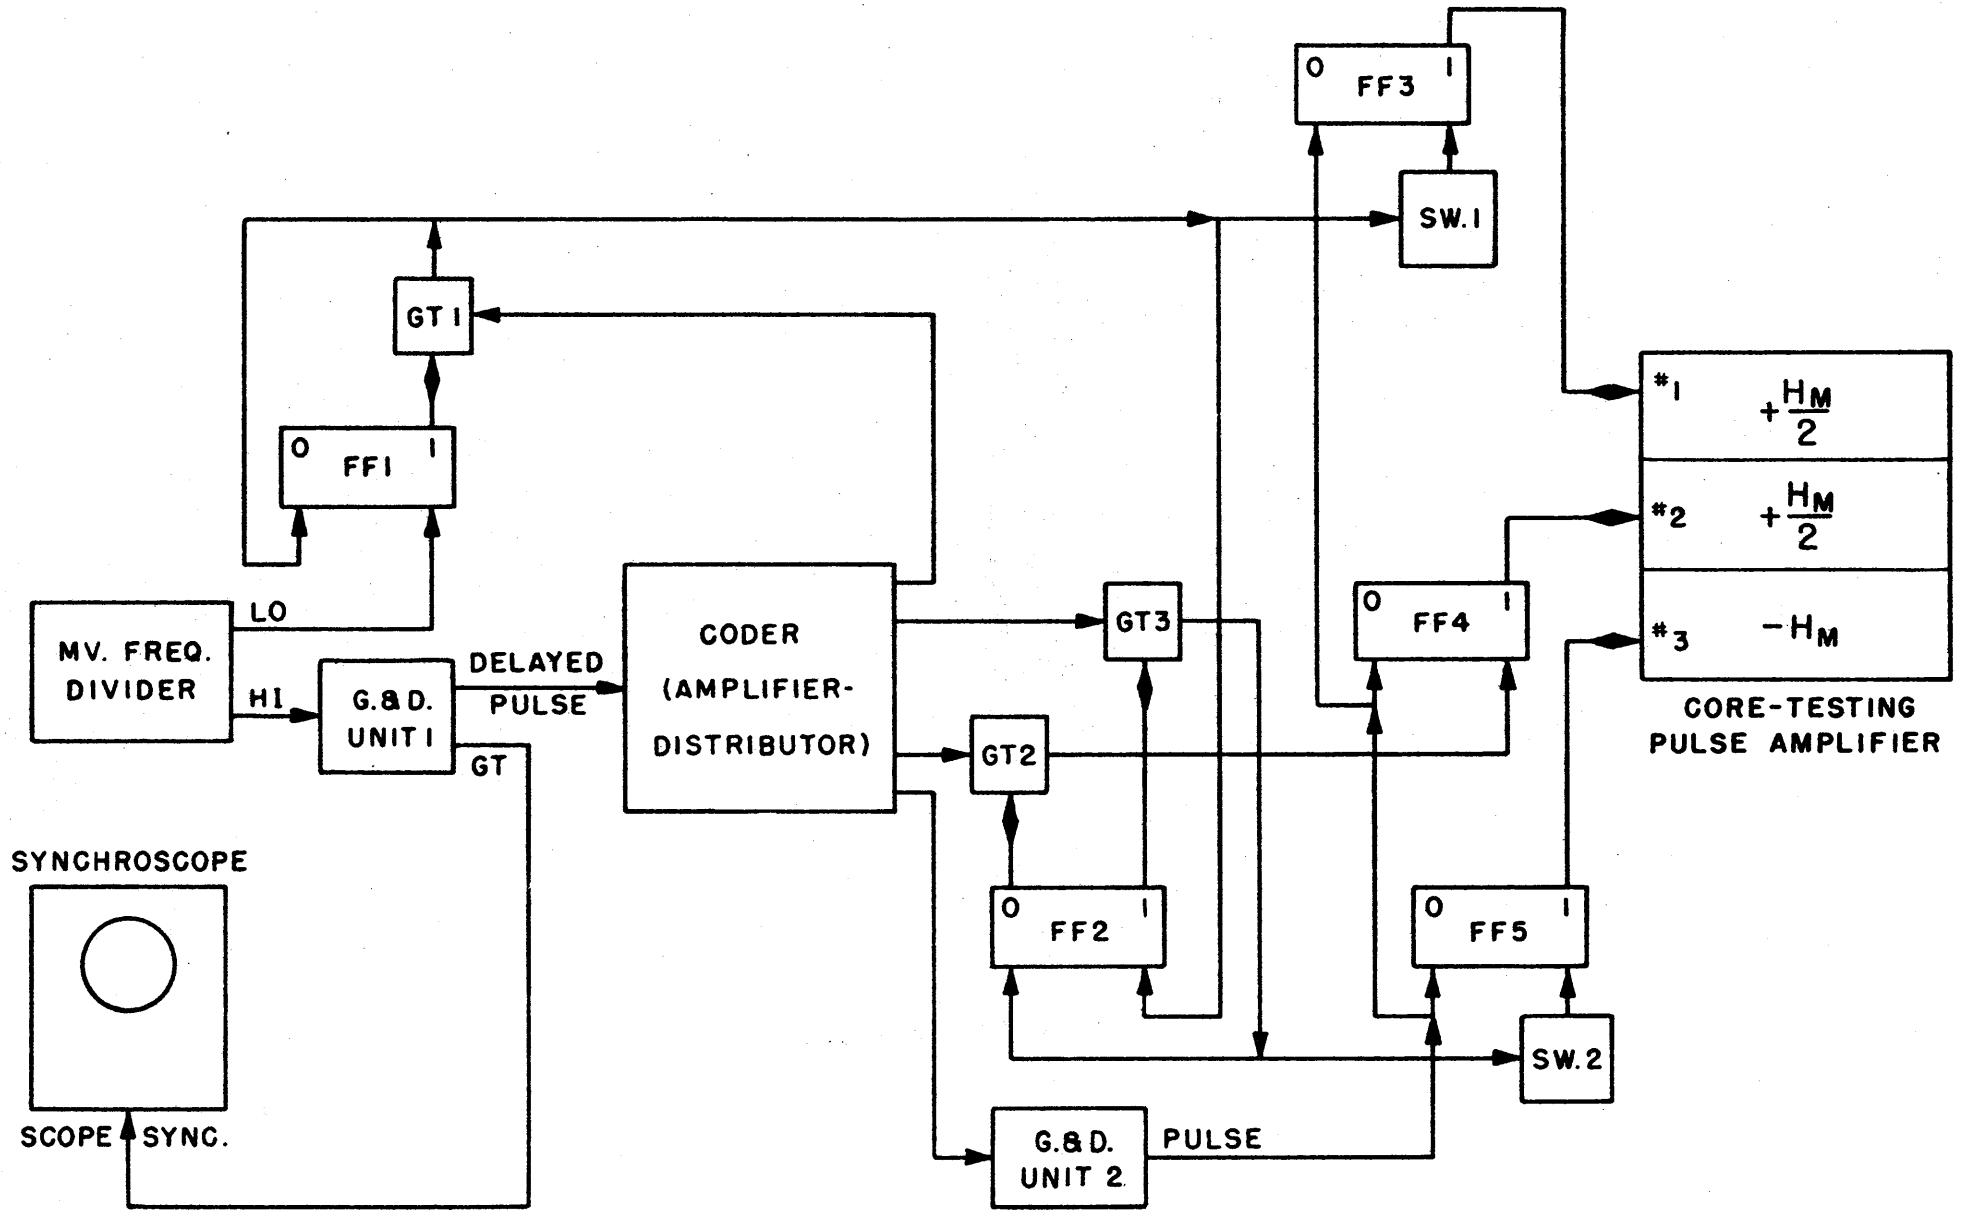 0 1
FF3
SW.1
GT 1
0 1
FF1
#1 +HM/2
#2 +HM/2
#3 -HM
CORE-TESTING
PULSE AMPLIFIER
MV. FREQ.
DIVIDER
LO
HI
G.&D.
UNIT 1
DELAYED
PULSE
GT
CODER
(AMPLIFIER-
DISTRIBUTOR)
GT3
GT2
0 1
FF4
0 1
FF2
0 1
FF5
SW.2
G.&D.
UNIT 2
PULSE
SYNCHROSCOPE
SCOPE SYNC.